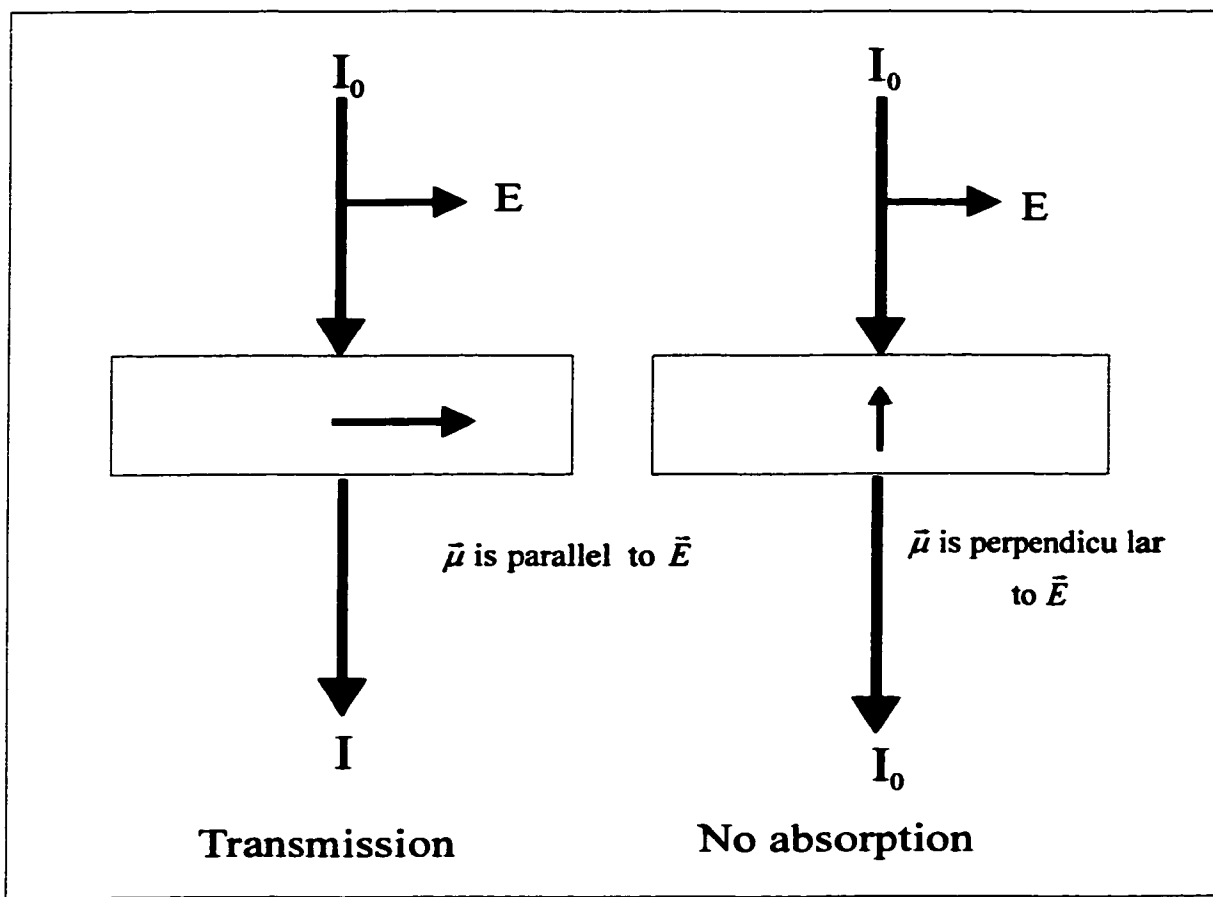 I₀
E
μ⃗ is parallel to E⃗
I
Transmission
I₀
E
μ⃗ is perpendicu lar
to E⃗
I₀
No absorption